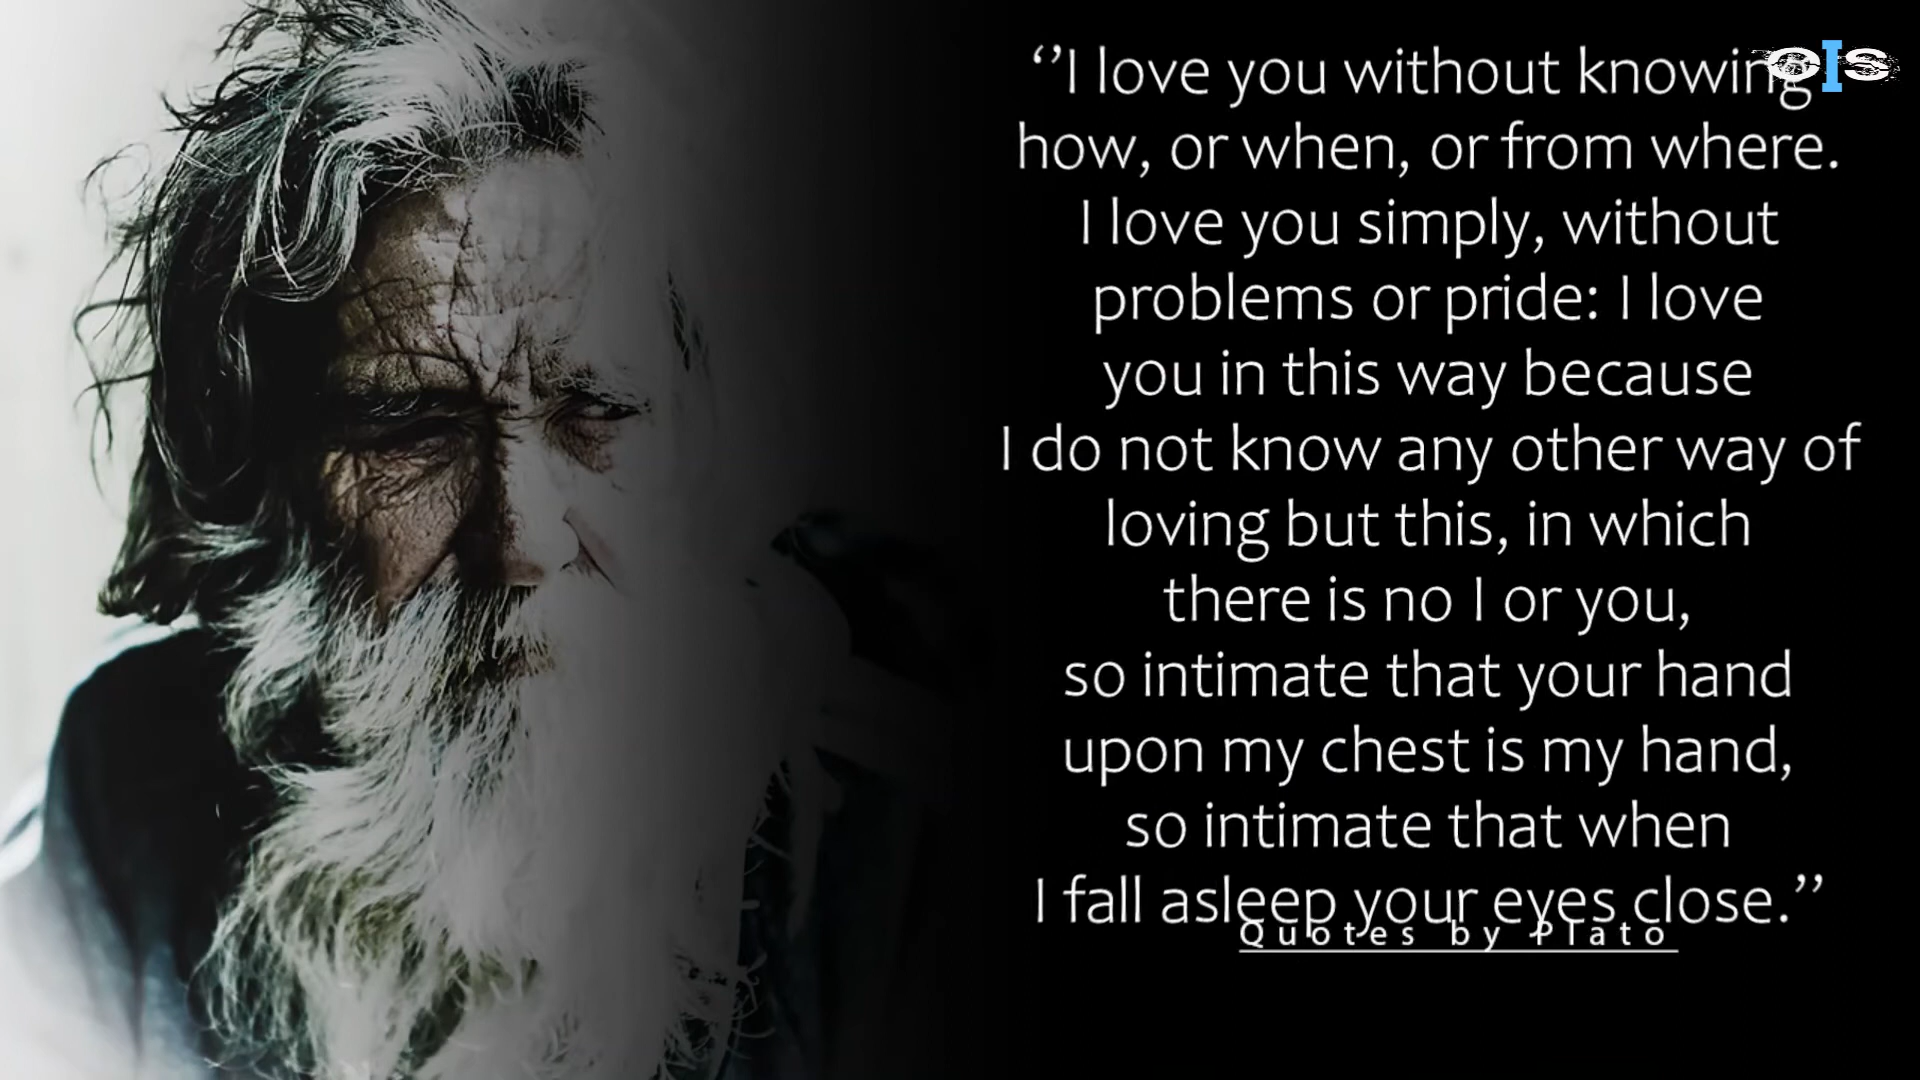 ‘’I love you without knowing
how, or when, or from where.
I love you simply, without
problems or pride: I love
you in this way because
I do not know any other way of
loving but this, in which
there is no I or you,
so intimate that your hand
upon my chest is my hand,
so intimate that when
I fall asleep your eyes close.’’
Quotes by Plato
OIS